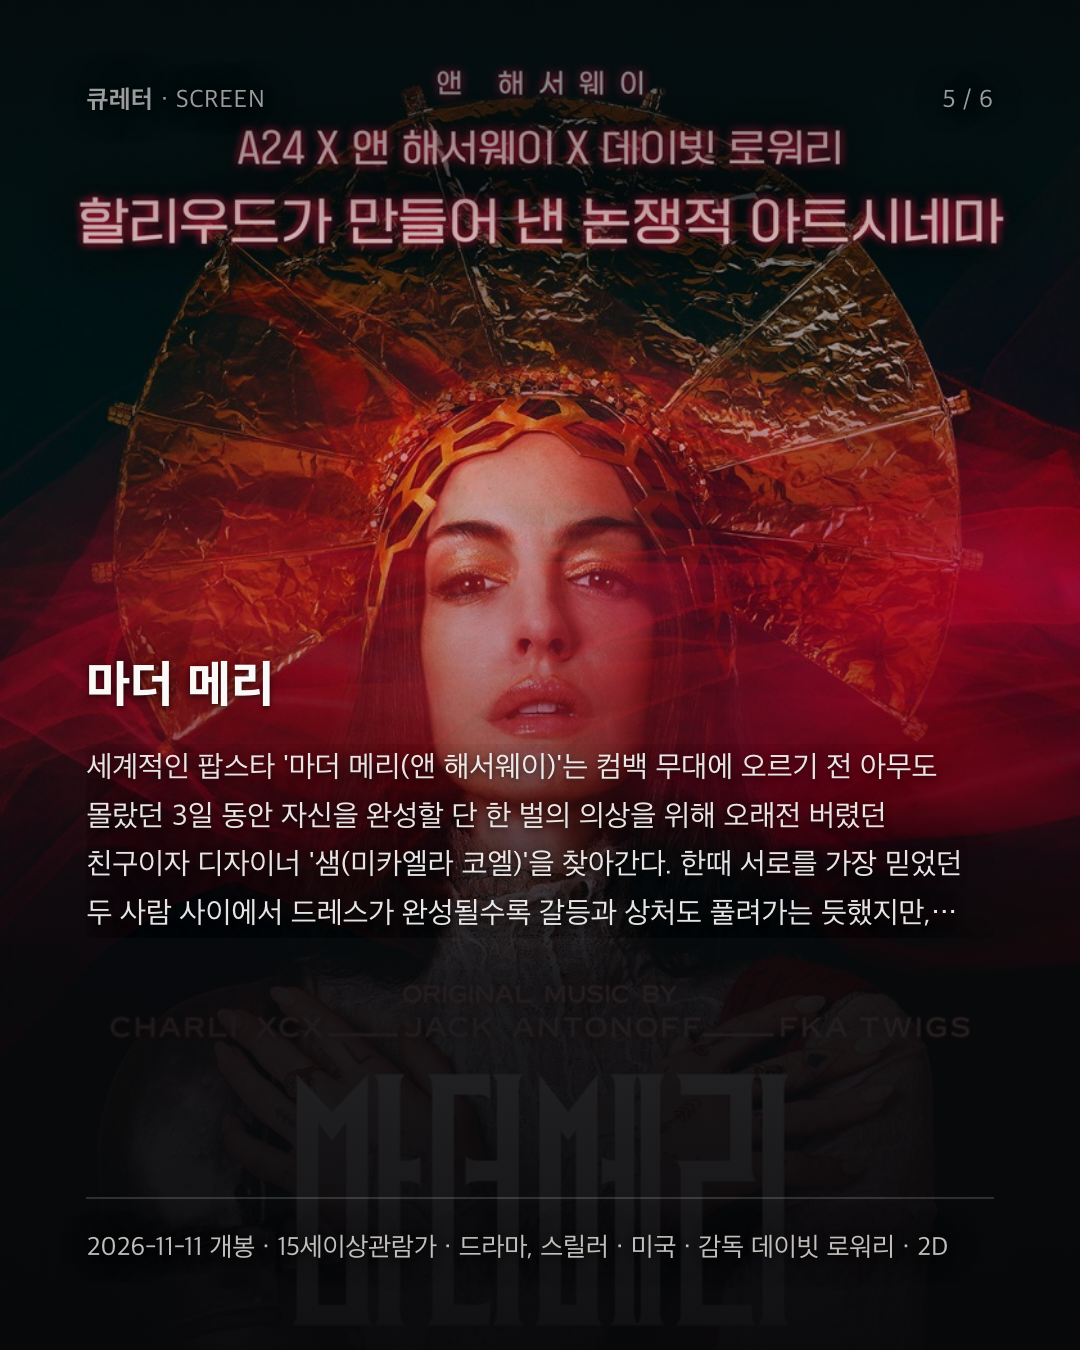 앤 해서웨이.
큐레터 · SCREEN
5 / 6
A24 X 앤 해서웨이 X 데이빗 로워리
할리우드가 만들어 낸 논쟁적 아트시네마
마더 메리
세계적인 팝스타 '마더 메리(앤 해서웨이)'는 컴백 무대에 오르기 전 아무도
몰랐던 3일 동안 자신을 완성할 단 한 벌의 의상을 위해 오래전 버렸던
친구이자 디자이너 '샘(미카엘라 코엘)'을 찾아간다. 한때 서로를 가장 믿었던
두 사람 사이에서 드레스가 완성될수록 갈등과 상처도 풀려가는 듯했지만,…
ORIGINAL MUSIC BY
CHARLI XCX — JACK ANTONOFF — FKA TWIGS
마더메리
2026-11-11 개봉 · 15세이상관람가 · 드라마, 스릴러 · 미국 · 감독 데이빗 로워리 · 2D